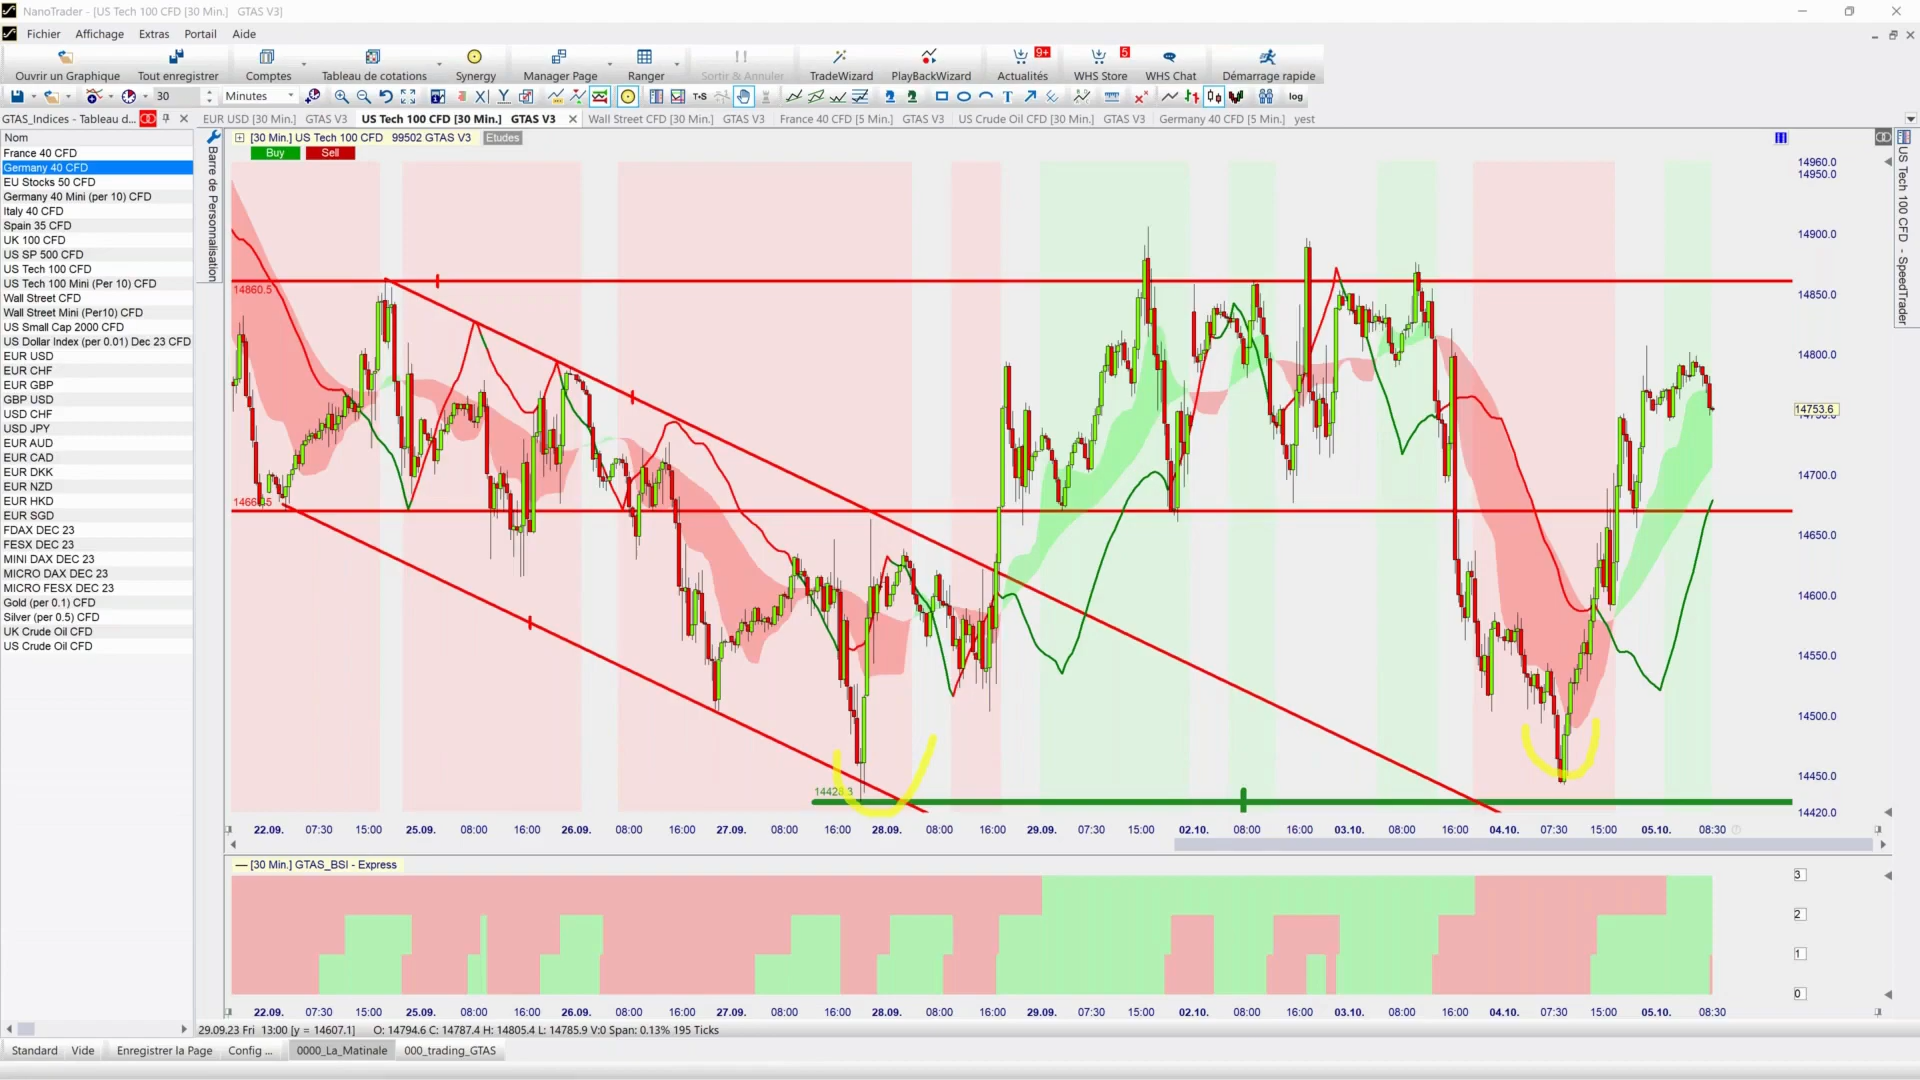 NanoTrader - [US Tech 100 CFD [30 Min.]   GTAS V3]
Fichier Affichage Extras Portail Aide
Ouvrir un Graphique Tout enregistrer Comptes Tableau de cotations Synergy Manager Page Ranger Sortir & Annuler TradeWizard PlayBackWizard 9+ Actualités 5 WHS Store WHS Chat Démarrage rapide
30 Minutes T•S T log
GTAS_Indices - Tableau d...
EUR USD [30 Min.] GTAS V3 US Tech 100 CFD [30 Min.] GTAS V3 Wall Street CFD [30 Min.] GTAS V3 France 40 CFD [5 Min.] GTAS V3 US Crude Oil CFD [30 Min.] GTAS V3 Germany 40 CFD [5 Min.] yest
Nom
France 40 CFD
Germany 40 CFD
EU Stocks 50 CFD
Germany 40 Mini (per 10) CFD
Italy 40 CFD
Spain 35 CFD
UK 100 CFD
US SP 500 CFD
US Tech 100 CFD
US Tech 100 Mini (Per 10) CFD
Wall Street CFD
Wall Street Mini (Per10) CFD
US Small Cap 2000 CFD
US Dollar Index (per 0.01) Dec 23 CFD
EUR USD
EUR CHF
EUR GBP
GBP USD
USD CHF
USD JPY
EUR AUD
EUR CAD
EUR DKK
EUR NZD
EUR HKD
EUR SGD
FDAX DEC 23
FESX DEC 23
MINI DAX DEC 23
MICRO DAX DEC 23
MICRO FESX DEC 23
Gold (per 0.1) CFD
Silver (per 0.5) CFD
UK Crude Oil CFD
US Crude Oil CFD
Barre de Personnalisation
[30 Min.] US Tech 100 CFD 99502 GTAS V3 Etudes
Buy Sell
14860.5
14428.3
14960.0
14950.0
14900.0
14850.0
14800.0
14753.6
14700.0
14650.0
14600.0
14550.0
14500.0
14450.0
14420.0
US Tech 100 CFD - SpeedTrader
22.09. 07:30 15:00 25.09. 08:00 16:00 26.09. 08:00 16:00 27.09. 08:00 16:00 28.09. 08:00 16:00 29.09. 07:30 15:00 02.10. 08:00 16:00 03.10. 08:00 16:00 04.10. 07:30 15:00 05.10. 08:30
[30 Min.] GTAS_BSI - Express
3
2
1
0
22.09. 07:30 15:00 25.09. 08:00 16:00 26.09. 08:00 16:00 27.09. 08:00 16:00 28.09. 08:00 16:00 29.09. 07:30 15:00 02.10. 08:00 16:00 03.10. 08:00 16:00 04.10. 07:30 15:00 05.10. 08:30
29.09.23 Fri 13:00 [y = 14607.1] O: 14794.6 C: 14787.4 H: 14805.4 L: 14785.9 V:0 Span: 0.13% 195 Ticks
Standard Vide Enregistrer la Page Config ... 0000_La_Matinale 000_trading_GTAS